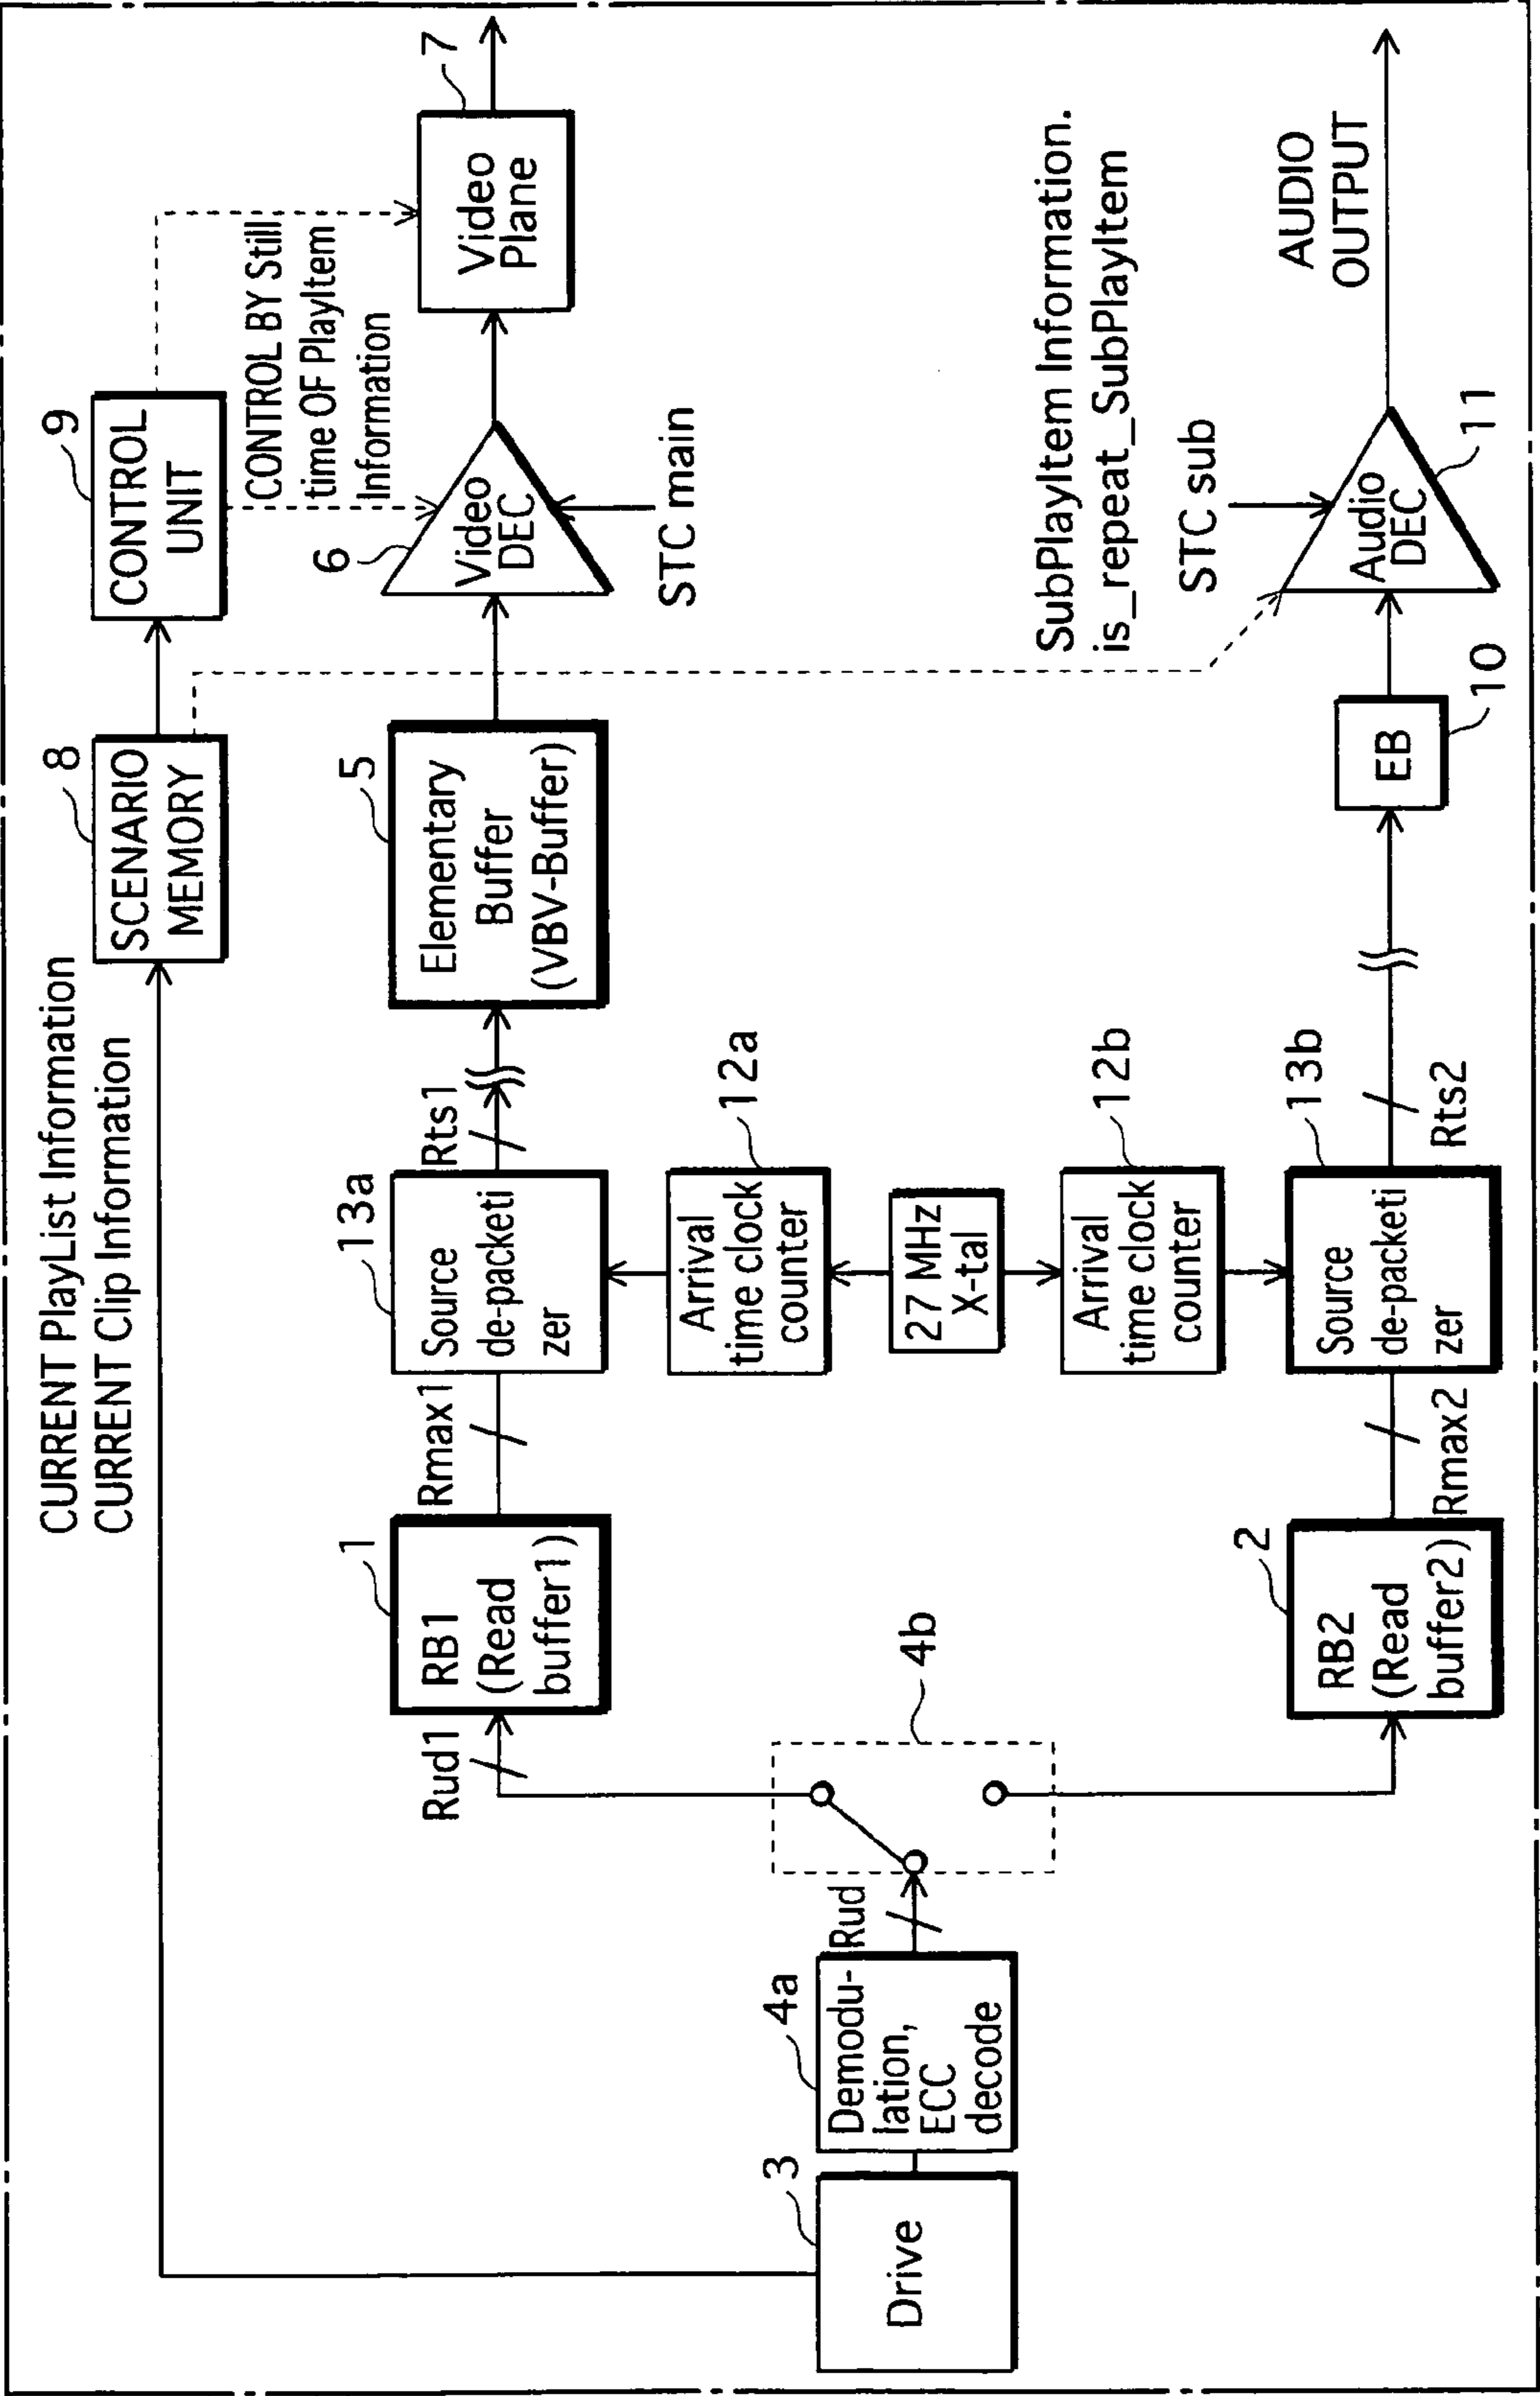 CURRENT PlayList Information
CURRENT Clip Information
8
SCENARIO
MEMORY
9
CONTROL
UNIT
CONTROL BY Still
time OF PlayItem
Information
Rud1
1
RB1
(Read
buffer1)
Rmax1
13a
Source
de-packeti
zer
Rts1
5
Elementary
Buffer
(VBV-Buffer)
6
Video
DEC
STC main
7
Video
Plane
3
Drive
4a
Demodu-
lation,
ECC
decode
Rud
4b
Arrival
time clock
counter
12a
27 MHz
X-tal
Arrival
time clock
counter
12b
SubPlayItem Information.
is_repeat_SubPlayItem
2
RB2
(Read
buffer2)
Rmax2
13b
Source
de-packeti
zer
Rts2
EB
10
STC sub
Audio
DEC
11
AUDIO
OUTPUT